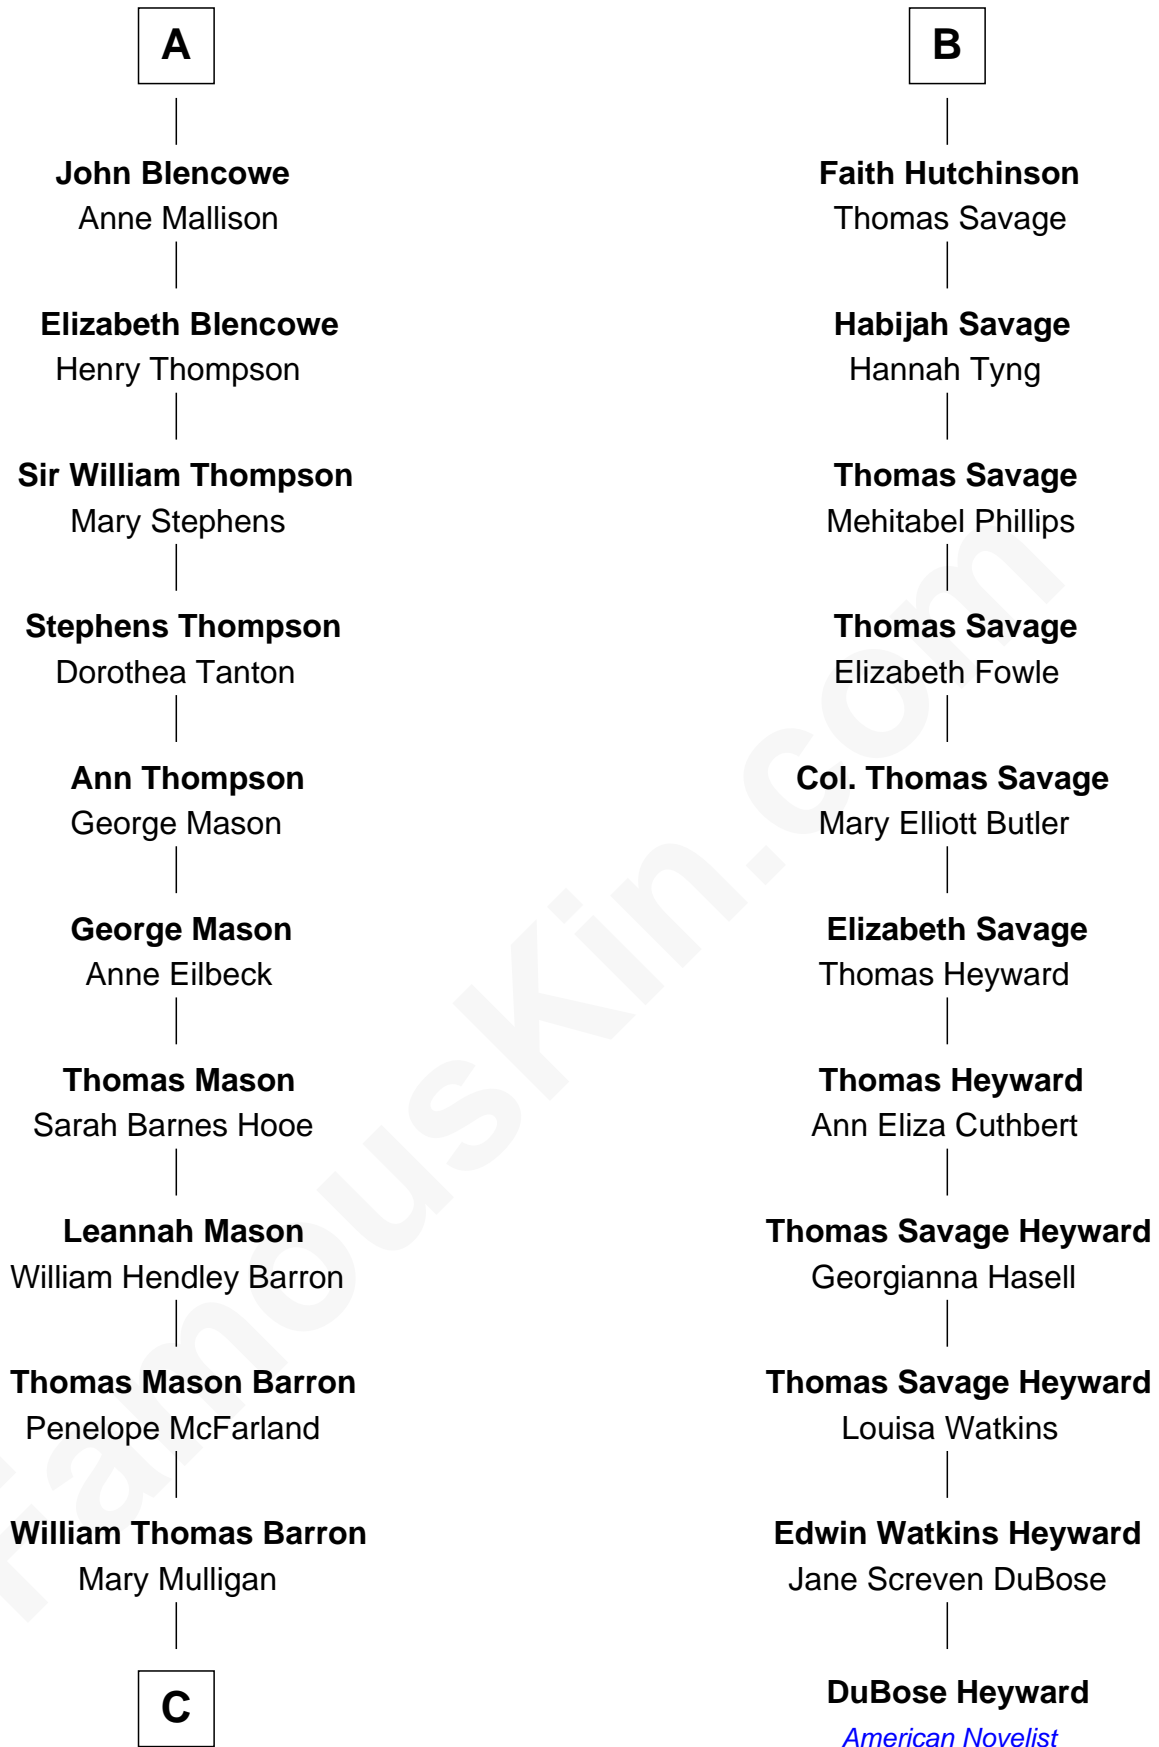 A
John Blencowe
Anne Mallison
Elizabeth Blencowe
Henry Thompson
Sir William Thompson
Mary Stephens
Stephens Thompson
Dorothea Tanton
Ann Thompson
George Mason
George Mason
Anne Eilbeck
Thomas Mason
Sarah Barnes Hooe
Leannah Mason
William Hendley Barron
Thomas Mason Barron
Penelope McFarland
William Thomas Barron
Mary Mulligan
C
B
Faith Hutchinson
Thomas Savage
Habijah Savage
Hannah Tyng
Thomas Savage
Mehitabel Phillips
Thomas Savage
Elizabeth Fowle
Col. Thomas Savage
Mary Elliott Butler
Elizabeth Savage
Thomas Heyward
Thomas Heyward
Ann Eliza Cuthbert
Thomas Savage Heyward
Georgianna Hasell
Thomas Savage Heyward
Louisa Watkins
Edwin Watkins Heyward
Jane Screven DuBose
DuBose Heyward
American Novelist
FamousKin.com